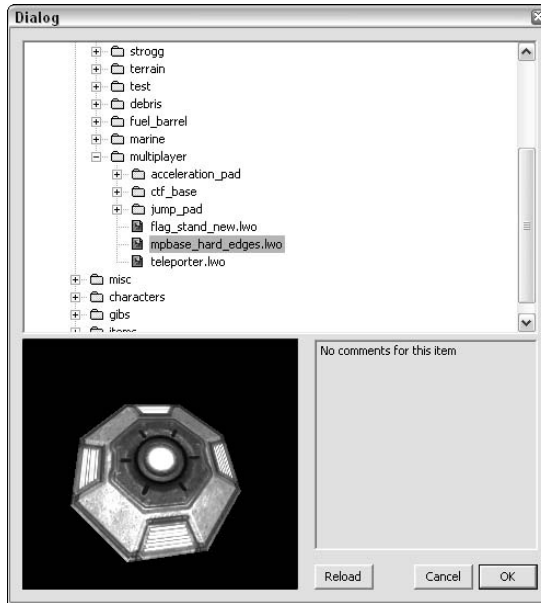 Dialog
strogg
terrain
test
debris
fuel_barrel
marine
multiplayer
acceleration_pad
ctf_base
jump_pad
flag_stand_new.lwo
mpbase_hard_edges.lwo
teleporter.lwo
misc
characters
gibs
items
No comments for this item
Reload
Cancel
OK